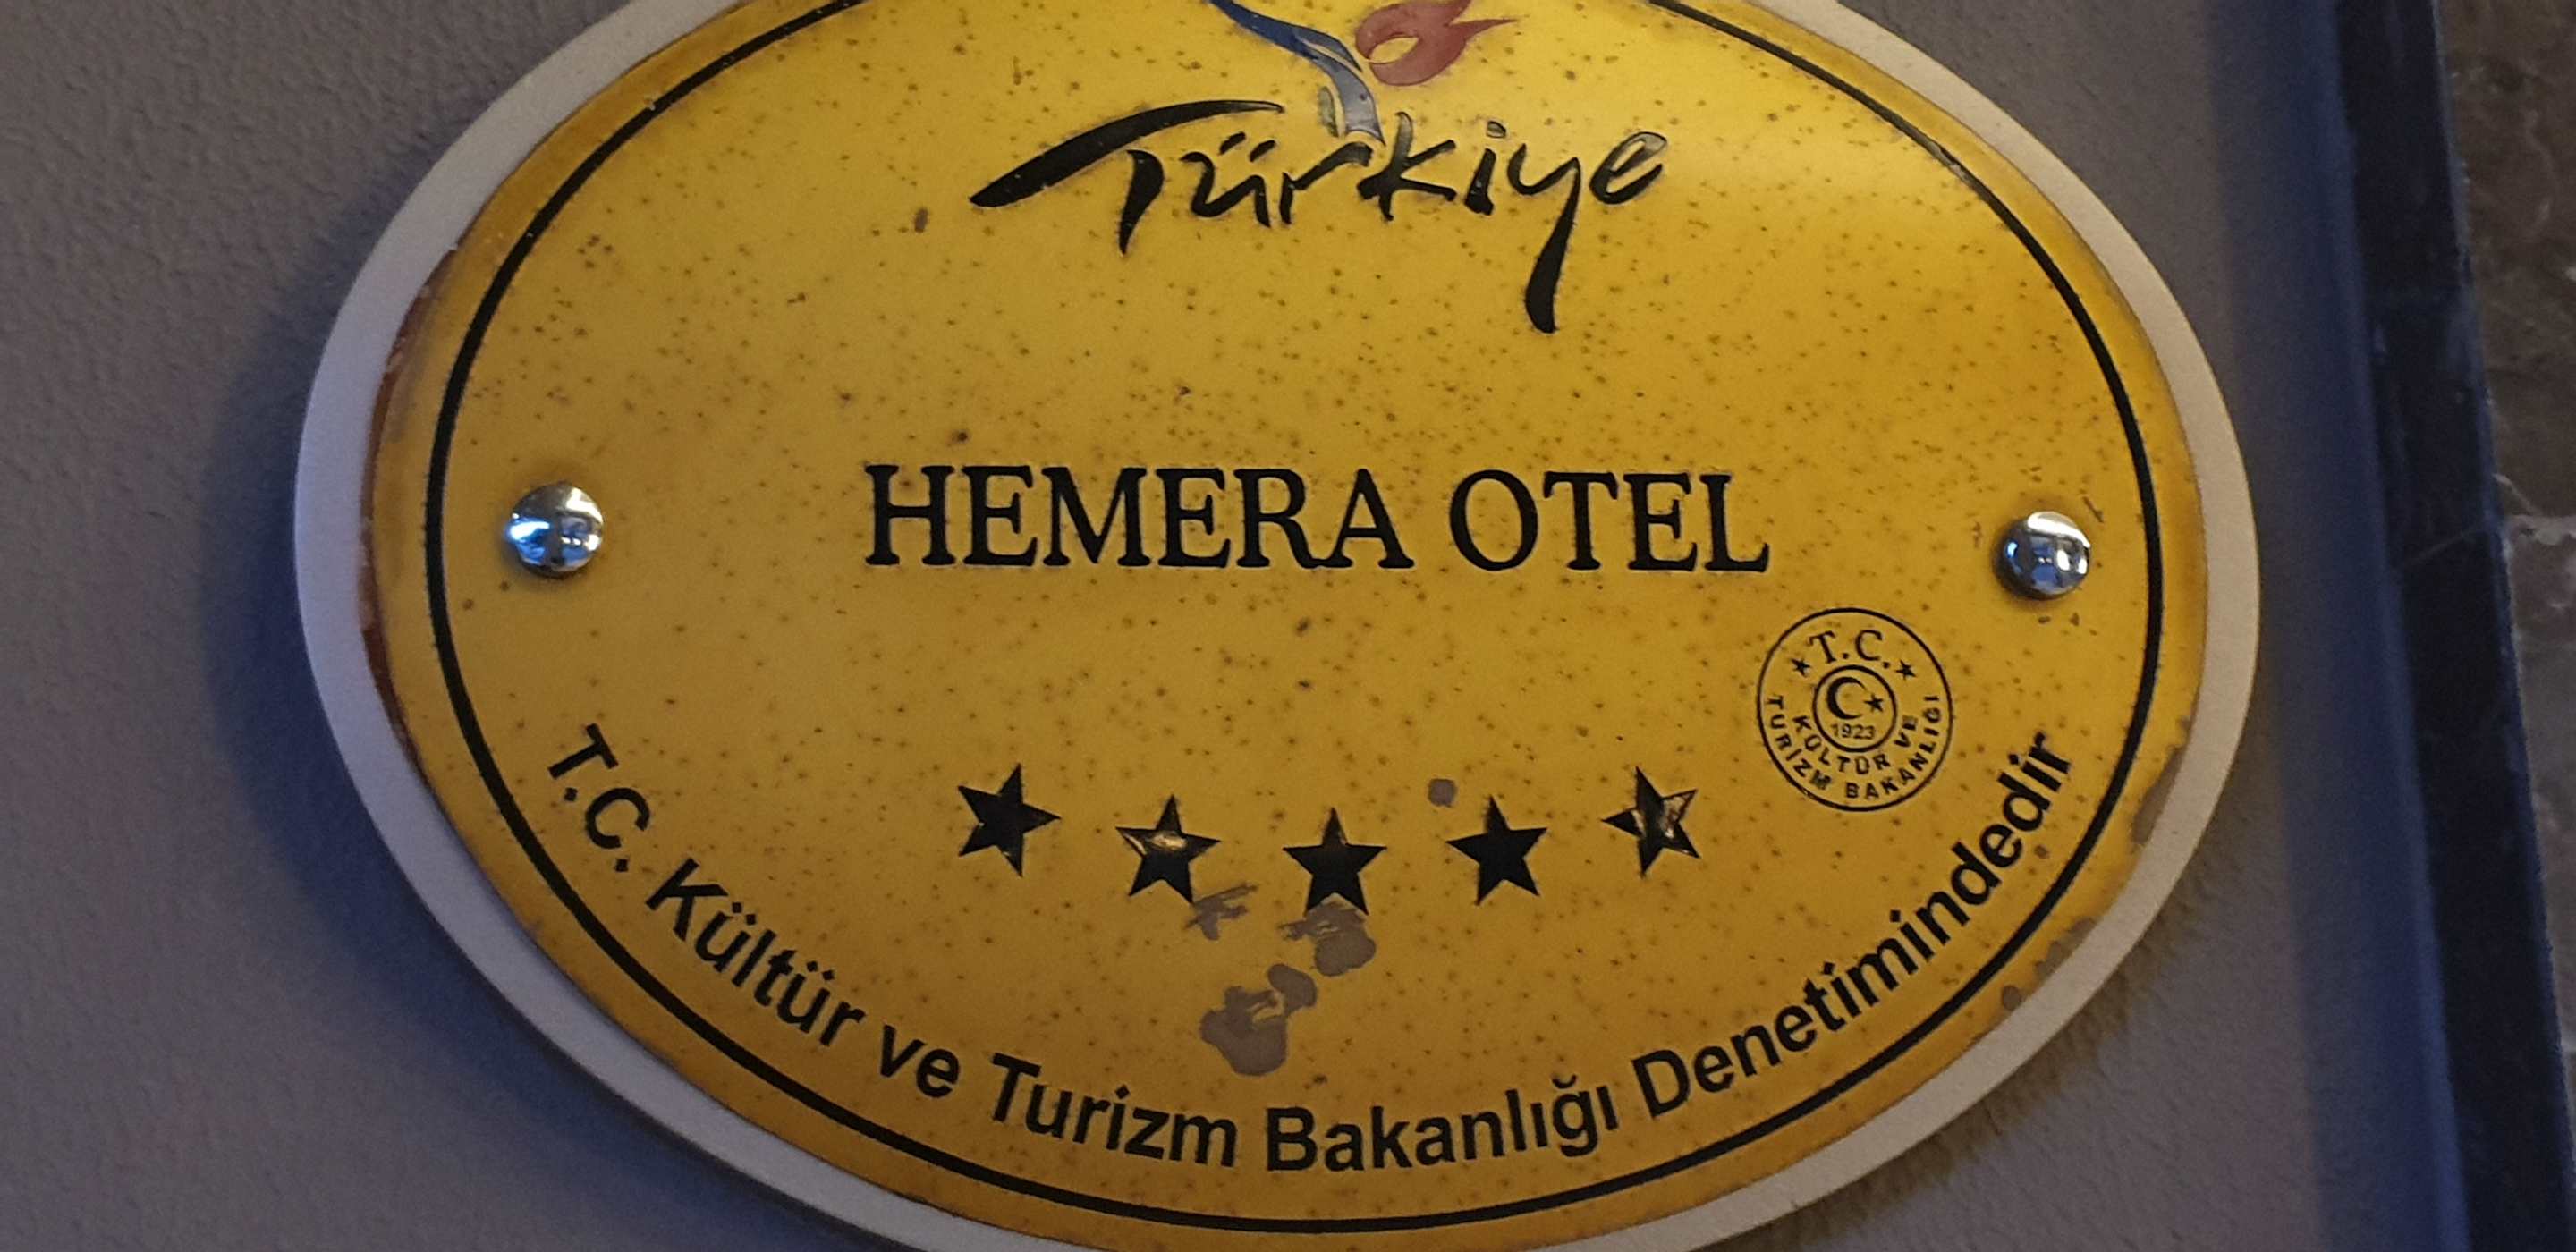 Türkiye
HEMERA OTEL
T.C.
1923
KÜLTÜR VE
TURİZM BAKANLIĞI
T.C. Kültür ve Turizm Bakanlığı Denetimindedir